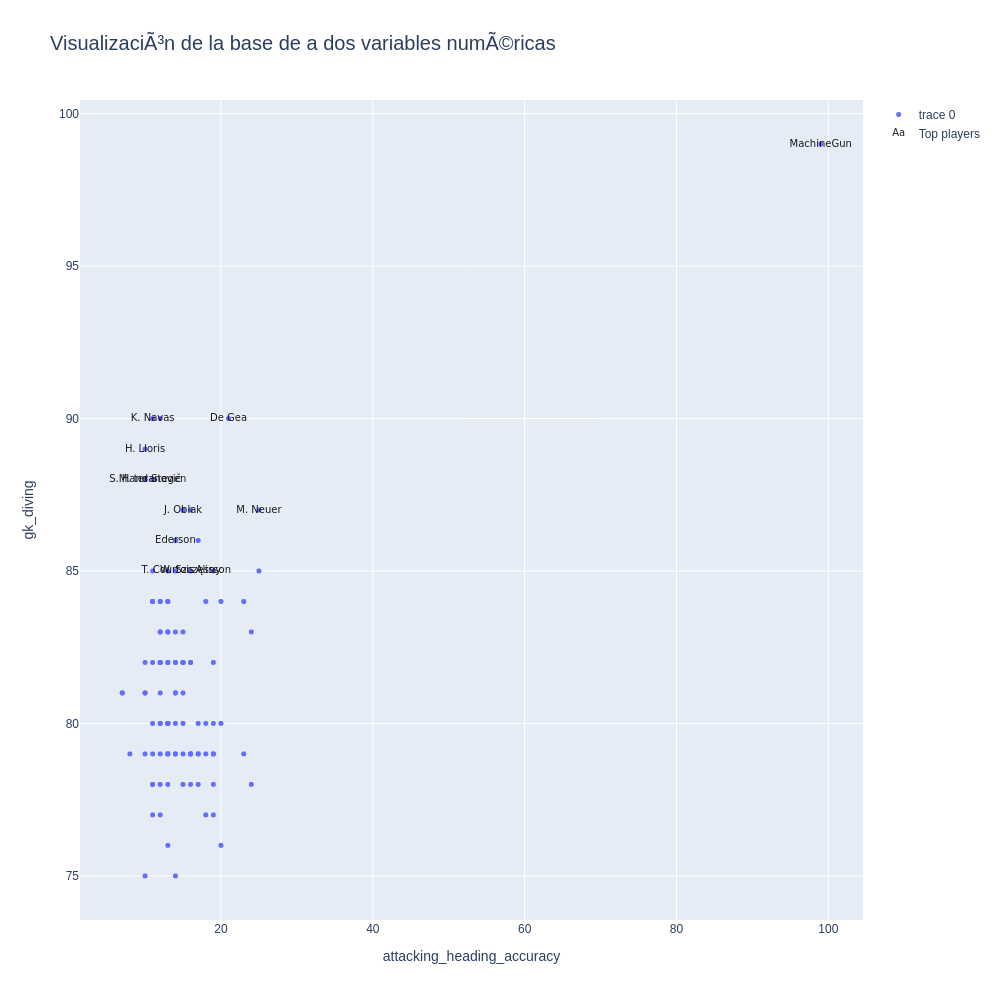 VisualizaciÃ³n de la base de a dos variables numÃ©ricas
100
trace 0
Top players
Aa
MachineGun
95
90
K. Navas
De Gea
H. Lloris
J. Oblak
M. Neuer
Ederson
85
80
75
20
40
60
80
100
gk_diving
attacking_heading_accuracy